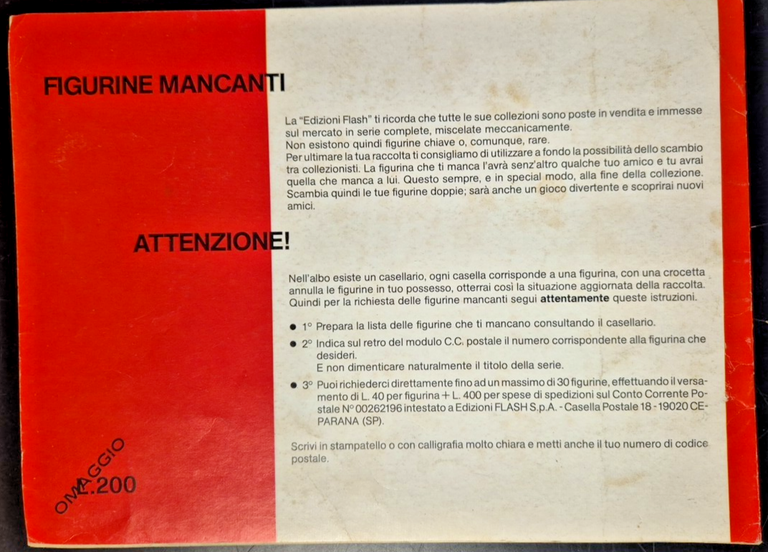 FIGURINE MANCANTI
La "Edizioni Flash" ti ricorda che tutte le sue collezioni sono poste in vendita e immesse
sul mercato in serie complete, miscelate meccanicamente.
Non esistono quindi figurine chiave o, comunque, rare.
Per ultimare la tua raccolta ti consigliamo di utilizzare a fondo la possibilità dello scambio
tra collezionisti. La figurina che ti manca l'avrà senz'altro qualche tuo amico e tu avrai
quella che manca a lui. Questo sempre, e in special modo, alla fine della collezione.
Scambia quindi le tue figurine doppie; sarà anche un gioco divertente e scoprirai nuovi
amici.
ATTENZIONE!
Nell'albo esiste un casellario, ogni casella corrisponde a una figurina, con una crocetta
annulla le figurine in tuo possesso, otterrai così la situazione aggiornata della raccolta.
Quindi per la richiesta delle figurine mancanti segui attentamente queste istruzioni.
● 1° Prepara la lista delle figurine che ti mancano consultando il casellario.
● 2° Indica sul retro del modulo C.C. postale il numero corrispondente alla figurina che
desideri.
E non dimenticare naturalmente il titolo della serie.
● 3° Puoi richiederci direttamente fino ad un massimo di 30 figurine, effettuando il versa-
mento di L. 40 per figurina + L. 400 per spese di spedizioni sul Conto Corrente Po-
stale N° 00262196 intestato a Edizioni FLASH S.p.A. - Casella Postale 18 - 19020 CE-
PARANA (SP).
Scrivi in stampatello o con calligrafia molto chiara e metti anche il tuo numero di codice
postale.
OMAGGIO
L.200